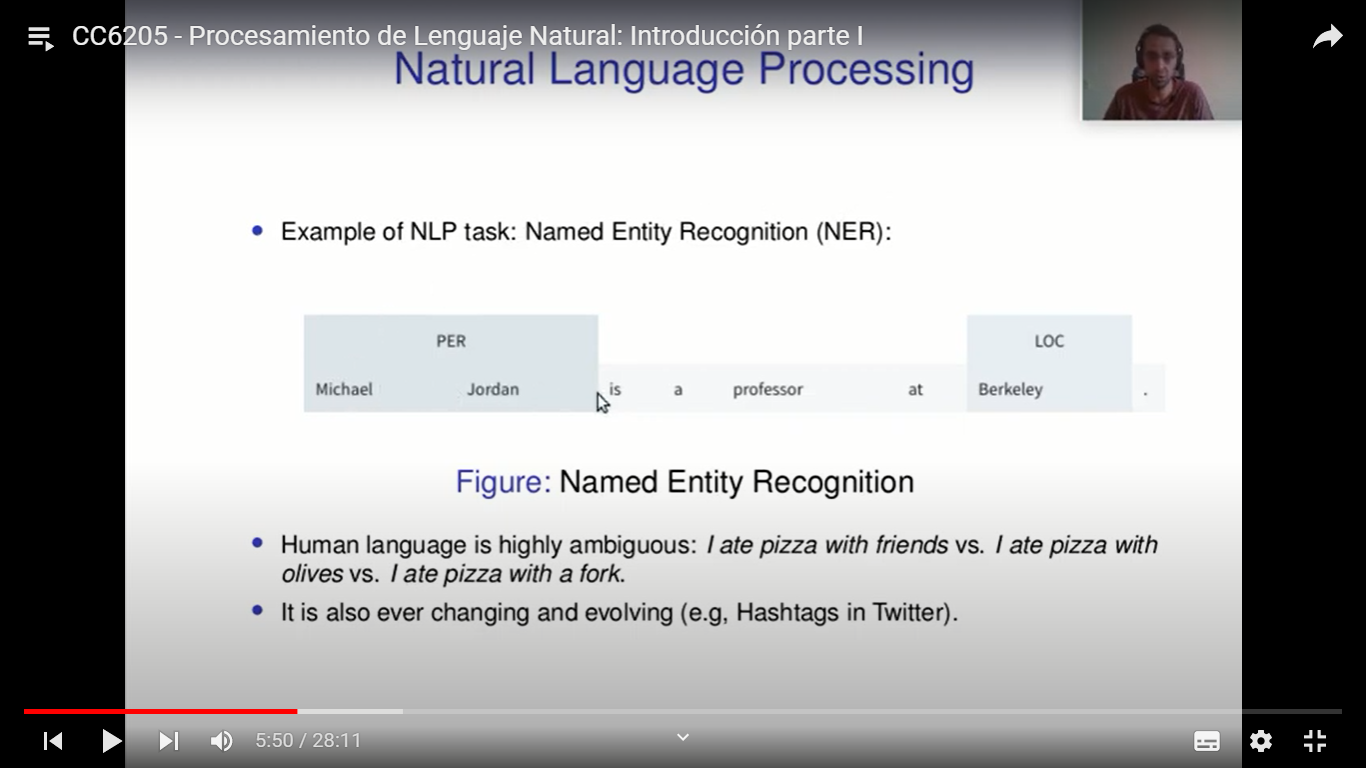 CC6205 - Procesamiento de Lenguaje Natural: Introducción parte I
Natural Language Processing
Example of NLP task: Named Entity Recognition (NER):
PER LOC
Michael Jordan is a professor at Berkeley .
Figure: Named Entity Recognition
Human language is highly ambiguous: I ate pizza with friends vs. I ate pizza with
olives vs. I ate pizza with a fork.
It is also ever changing and evolving (e.g, Hashtags in Twitter).
5:50 / 28:11